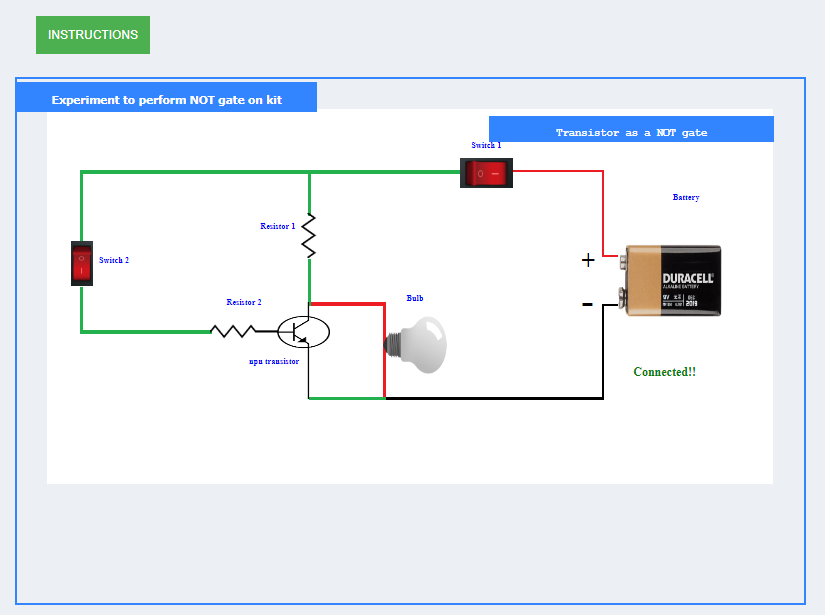 INSTRUCTIONS
Experiment to perform NOT gate on kit
Transistor as a NOT gate
Switch 1
Battery
Resistor 1
Switch 2
+
DURACELL
ALKALINE BATTERY
-
Resistor 2
Bulb
9V
2019
npn transistor
Connected!!